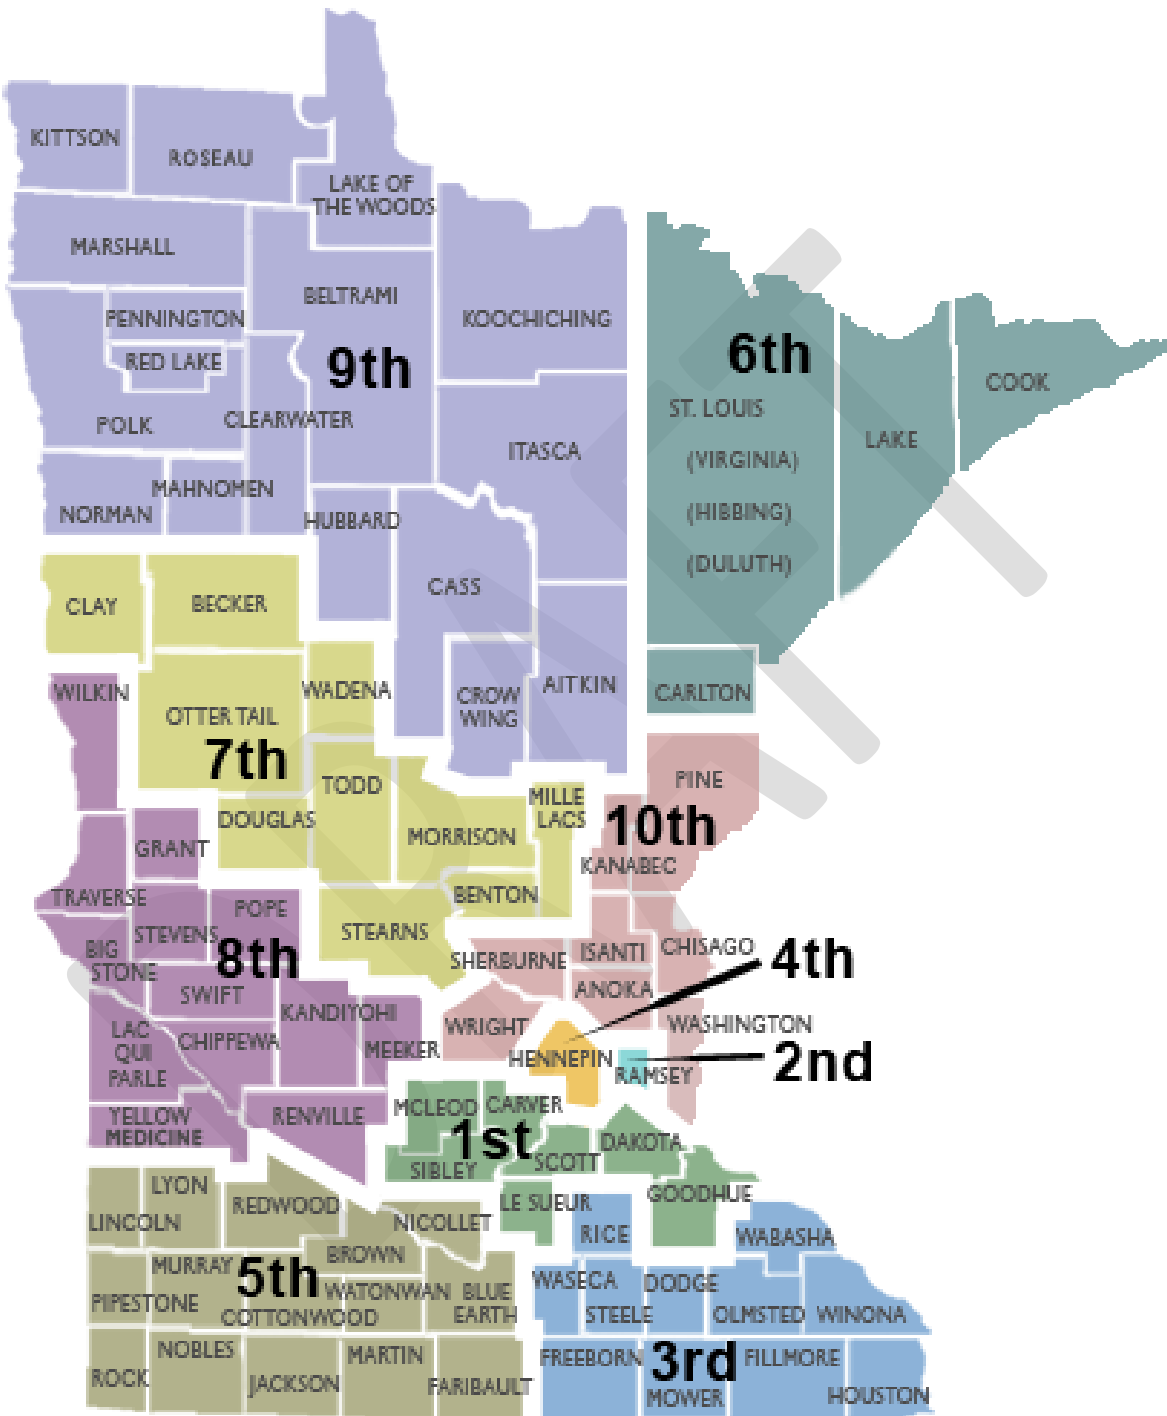 KITTSON
ROSEAU
LAKE OF
THE WOODS
MARSHALL
BELTRAMI
KOOCHICHING
PENNINGTON
RED LAKE
9th
POLK
CLEARWATER
ITASCA
MAHNOMEN
NORMAN
HUBBARD
CASS
CROW
WING
AITKIN
6th
ST. LOUIS
(VIRGINIA)
(HIBBING)
(DULUTH)
LAKE
COOK
CARLTON
CLAY
BECKER
WILKIN
OTTER TAIL
WADENA
7th
TODD
DOUGLAS
MORRISON
MILLE
LACS
BENTON
STEARNS
PINE
10th
KANABEC
SHERBURNE
ISANTI
CHISAGO
ANOKA
WRIGHT
WASHINGTON
4th
HENNEPIN
2nd
RAMSEY
GRANT
TRAVERSE
STEVENS
POPE
BIG
STONE
8th
SWIFT
KANDIYOHI
LAC
QUI
PARLE
CHIPPEWA
MEEKER
YELLOW
MEDICINE
RENVILLE
MCLEOD
CARVER
1st
SIBLEY
SCOTT
DAKOTA
LE SUEUR
GOODHUE
LYON
LINCOLN
REDWOOD
NICOLLET
BROWN
MURRAY
5th
PIPESTONE
COTTONWOOD
WATONWAN
BLUE
EARTH
ROCK
NOBLES
JACKSON
MARTIN
FARIBAULT
RICE
WABASHA
WASECA
STEELE
DODGE
OLMSTED
WINONA
FREEBORN
3rd
MOWER
FILLMORE
HOUSTON
DRAFT